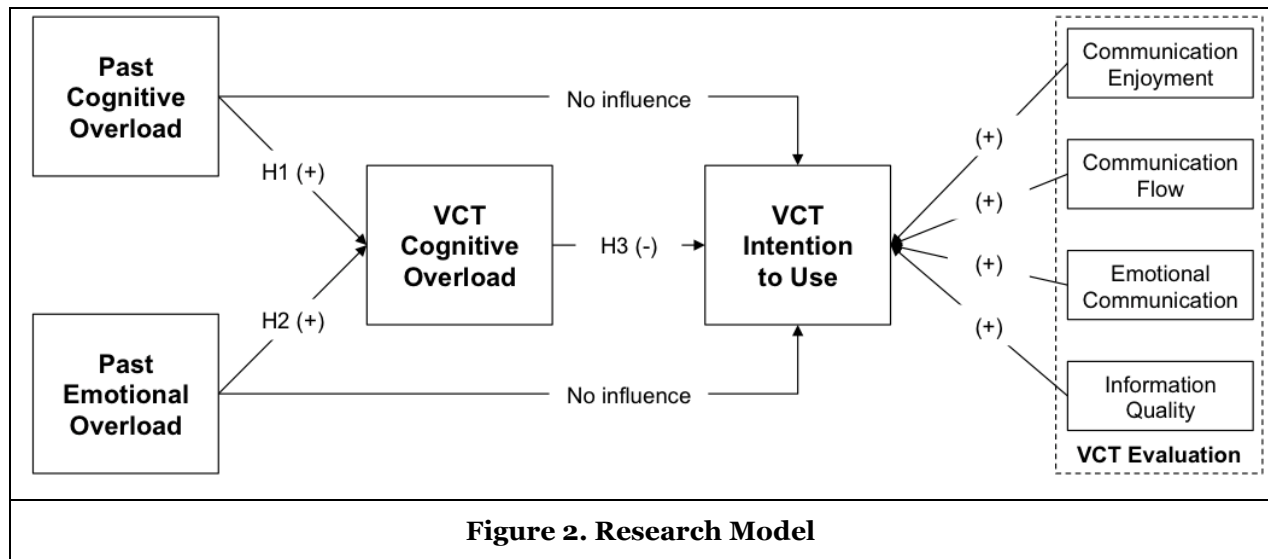 Past
Cognitive
Overload
No influence
H1 (+)
VCT
Cognitive
Overload
H3 (-)
VCT
Intention
to Use
H2 (+)
Past
Emotional
Overload
No influence
(+)
(+)
(+)
(+)
Communication
Enjoyment
Communication
Flow
Emotional
Communication
Information
Quality
VCT Evaluation
Figure 2. Research Model